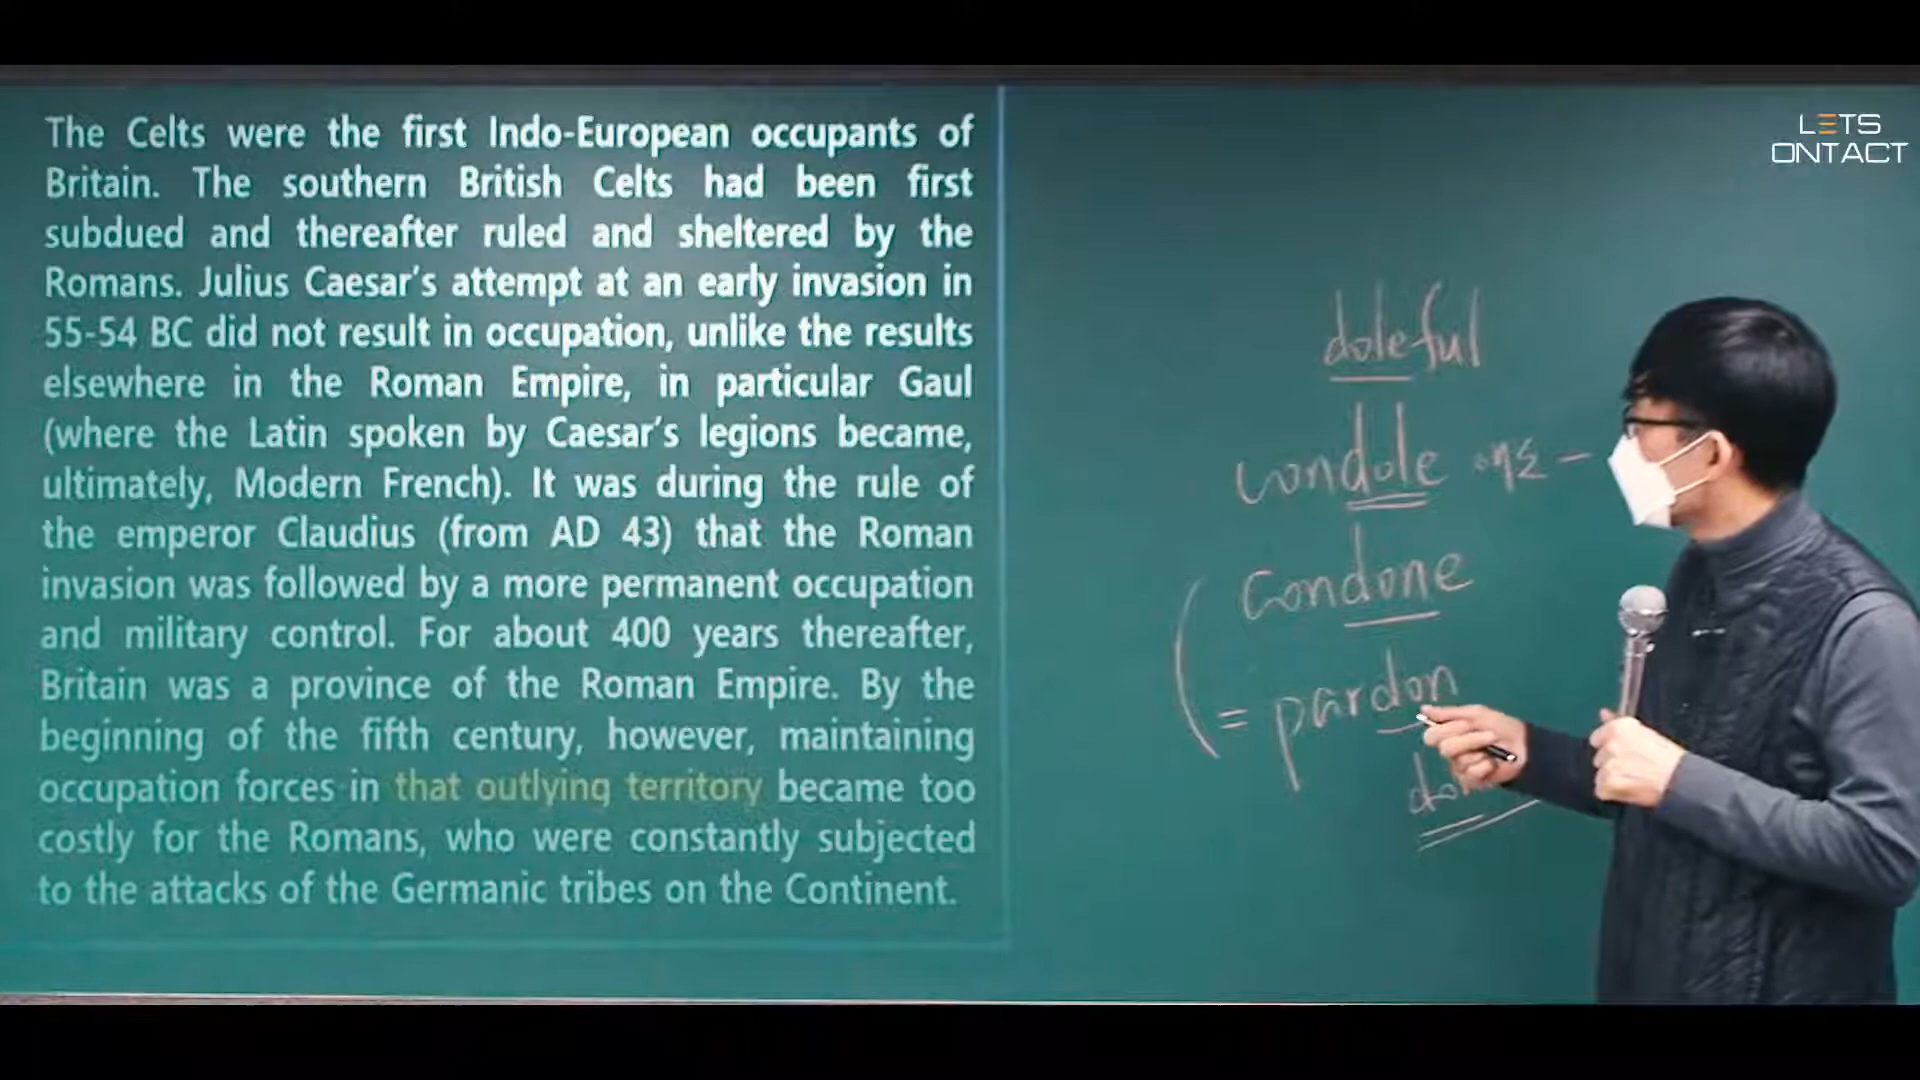 The Celts were the first Indo-European occupants of
Britain. The southern British Celts had been first
subdued and thereafter ruled and sheltered by the
Romans. Julius Caesar's attempt at an early invasion in
55-54 BC did not result in occupation, unlike the results
elsewhere in the Roman Empire, in particular Gaul
(where the Latin spoken by Caesar's legions became,
ultimately, Modern French). It was during the rule of
the emperor Claudius (from AD 43) that the Roman
invasion was followed by a more permanent occupation
and military control. For about 400 years thereafter,
Britain was a province of the Roman Empire. By the
beginning of the fifth century, however, maintaining
occupation forces in that outlying territory became too
costly for the Romans, who were constantly subjected
to the attacks of the Germanic tribes on the Continent.
LETS
ONTACT
doleful
condole
(condone
= pardon